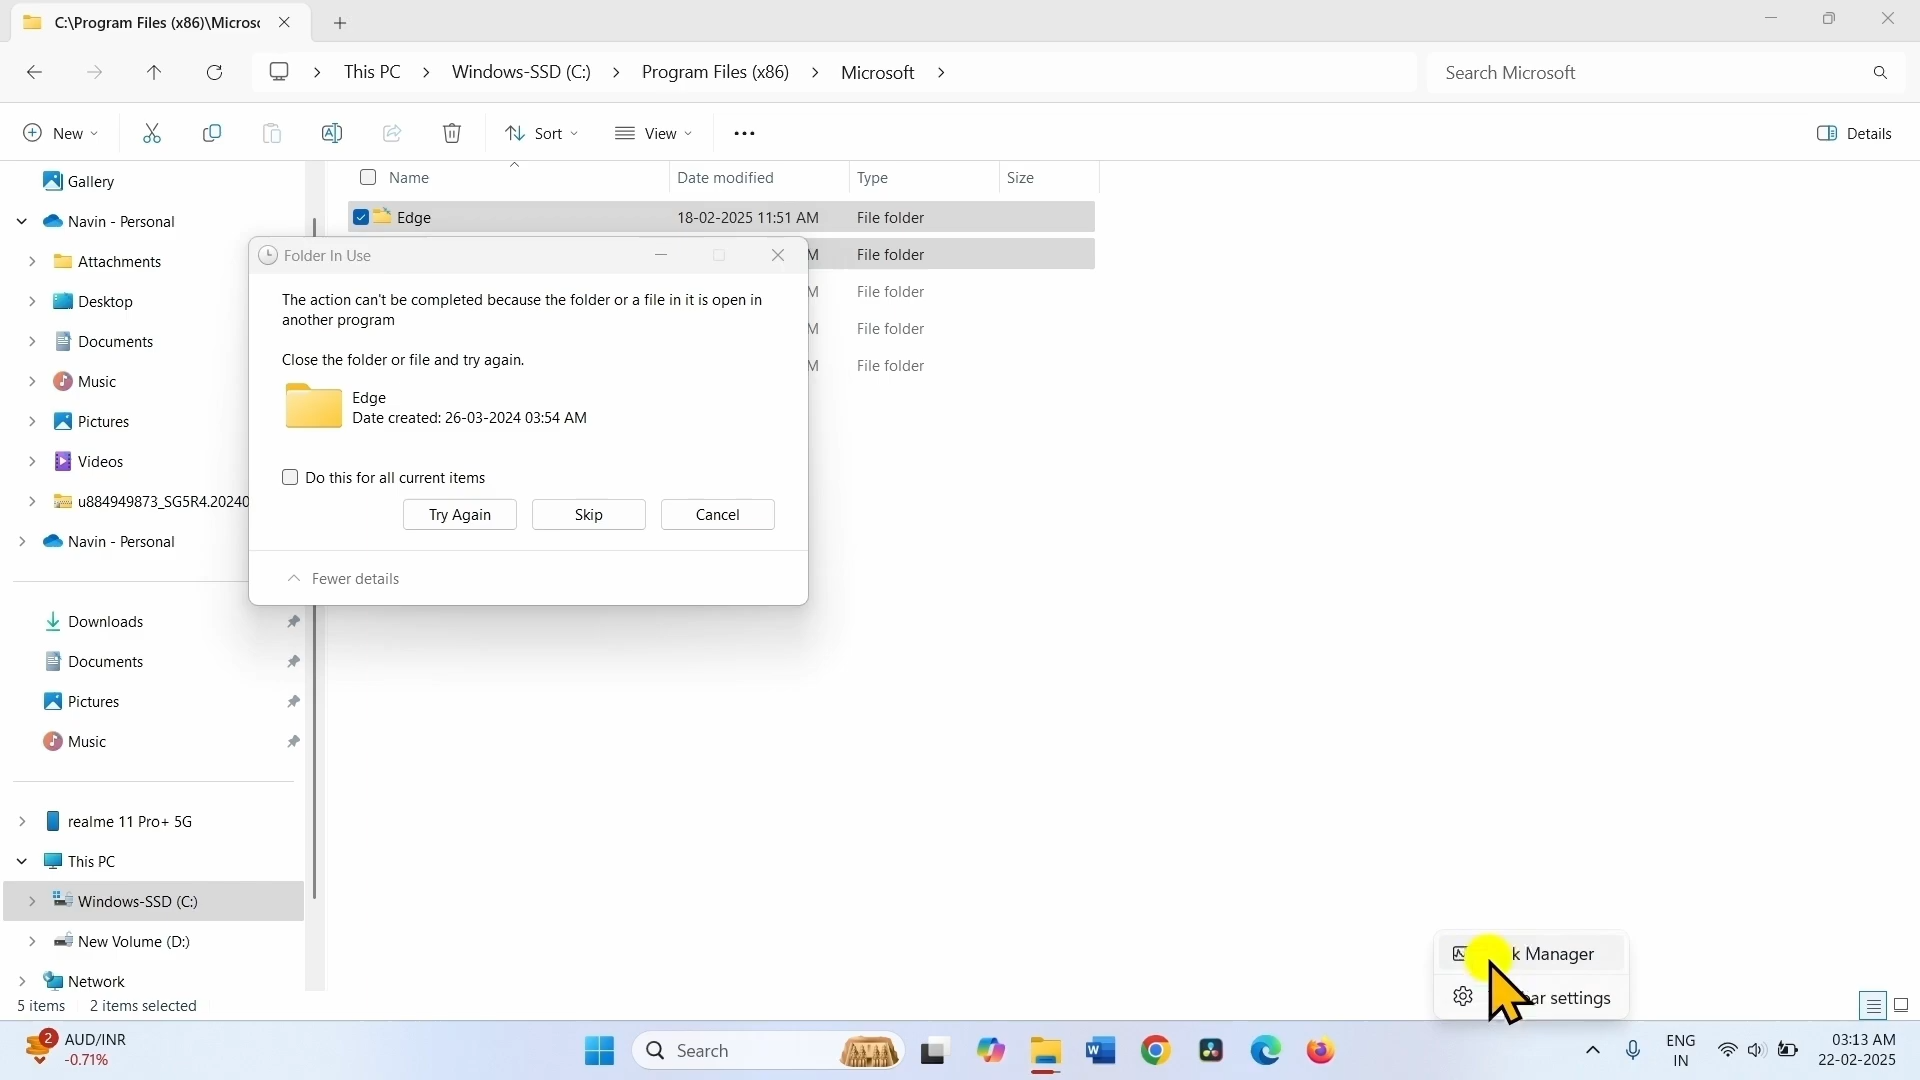 C:\Program Files (x86)\Micros
This PC
Windows-SSD (C:)
Program Files (x86)
Microsoft
Search Microsoft
New
Sort
View
Details
Gallery
Navin - Personal
Attachments
Desktop
Documents
Music
Pictures
Videos
u884949873_SG5R4.20240
Navin - Personal
Downloads
Documents
Pictures
Music
realme 11 Pro+ 5G
This PC
Windows-SSD (C:)
New Volume (D:)
Network
Name
Date modified
Type
Size
Edge
18-02-2025 11:51 AM
File folder
M
File folder
M
File folder
M
File folder
M
File folder
Folder In Use
The action can't be completed because the folder or a file in it is open in
another program
Close the folder or file and try again.
Edge
Date created: 26-03-2024 03:54 AM
Do this for all current items
Try Again
Skip
Cancel
Fewer details
Manager
settings
5 items
2 items selected
2
AUD/INR
-0.71%
Search
ENG
IN
03:13 AM
22-02-2025